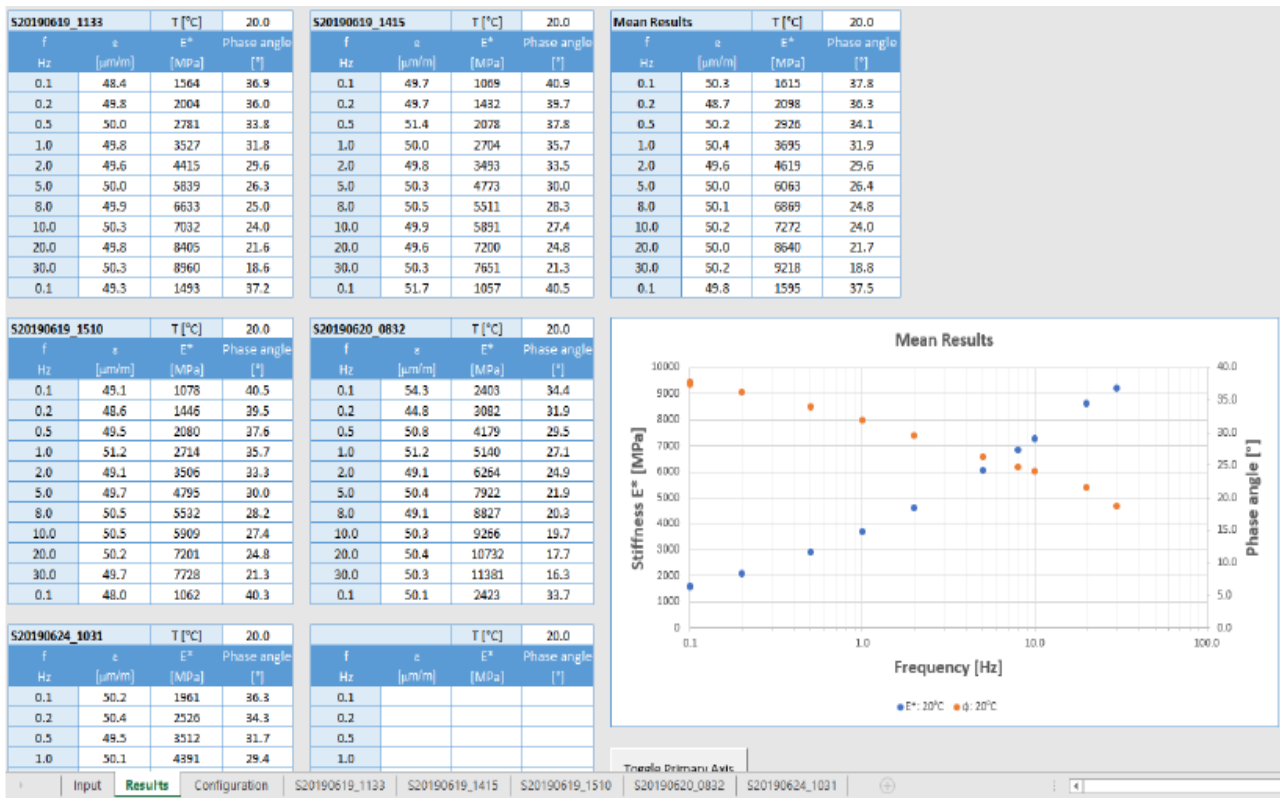 S20190619_1133 T [°C] 20.0
f ε E* Phase angle
Hz [µm/m] [MPa] [°]
0.1 48.4 1564 36.9
0.2 49.8 2004 36.0
0.5 50.0 2781 33.8
1.0 49.8 3527 31.8
2.0 49.6 4415 29.6
5.0 50.0 5839 26.3
8.0 49.9 6633 25.0
10.0 50.3 7032 24.0
20.0 49.8 8405 21.6
30.0 50.3 8960 18.6
0.1 49.3 1493 37.2
S20190619_1415 T [°C] 20.0
f ε E* Phase angle
Hz [µm/m] [MPa] [°]
0.1 49.7 1069 40.9
0.2 49.7 1432 39.7
0.5 51.4 2078 37.8
1.0 50.0 2704 35.7
2.0 49.8 3493 33.5
5.0 50.3 4773 30.0
8.0 50.5 5511 28.3
10.0 49.9 5891 27.4
20.0 49.6 7200 24.8
30.0 50.3 7651 21.3
0.1 51.7 1057 40.5
Mean Results T [°C] 20.0
f ε E* Phase angle
Hz [µm/m] [MPa] [°]
0.1 50.3 1615 37.8
0.2 48.7 2098 36.3
0.5 50.2 2926 34.1
1.0 50.4 3695 31.9
2.0 49.6 4619 29.6
5.0 50.0 6063 26.4
8.0 50.1 6869 24.8
10.0 50.2 7272 24.0
20.0 50.0 8640 21.7
30.0 50.2 9218 18.8
0.1 49.8 1595 37.5
S20190619_1510 T [°C] 20.0
f ε E* Phase angle
Hz [µm/m] [MPa] [°]
0.1 49.1 1078 40.5
0.2 48.6 1446 39.5
0.5 49.5 2080 37.6
1.0 51.2 2714 35.7
2.0 49.1 3506 33.3
5.0 49.7 4795 30.0
8.0 50.5 5532 28.2
10.0 50.5 5909 27.4
20.0 50.2 7201 24.8
30.0 49.7 7728 21.3
0.1 48.0 1062 40.3
S20190620_0832 T [°C] 20.0
f ε E* Phase angle
Hz [µm/m] [MPa] [°]
0.1 54.3 2403 34.4
0.2 44.8 3082 31.9
0.5 50.8 4179 29.5
1.0 51.2 5140 27.1
2.0 49.1 6264 24.9
5.0 50.4 7922 21.9
8.0 49.1 8827 20.3
10.0 50.3 9266 19.7
20.0 50.4 10732 17.7
30.0 50.3 11381 16.3
0.1 50.1 2423 33.7
Mean Results
Stiffness E* [MPa]
10000
9000
8000
7000
6000
5000
4000
3000
2000
1000
0
40.0
35.0
30.0
25.0
20.0
15.0
10.0
5.0
0.0
Phase angle [°]
0.1 1.0 10.0 100.0
Frequency [Hz]
E*: 20°C ϕ: 20°C
S20190624_1031 T [°C] 20.0
f ε E* Phase angle
Hz [µm/m] [MPa] [°]
0.1 50.2 1961 36.3
0.2 50.4 2526 34.3
0.5 49.5 3512 31.7
1.0 50.1 4391 29.4
T [°C] 20.0
f ε E* Phase angle
Hz [µm/m] [MPa] [°]
0.1
0.2
0.5
1.0
Toggle Primary Axis
Input Results Configuration S20190619_1133 S20190619_1415 S20190619_1510 S20190620_0832 S20190624_1031